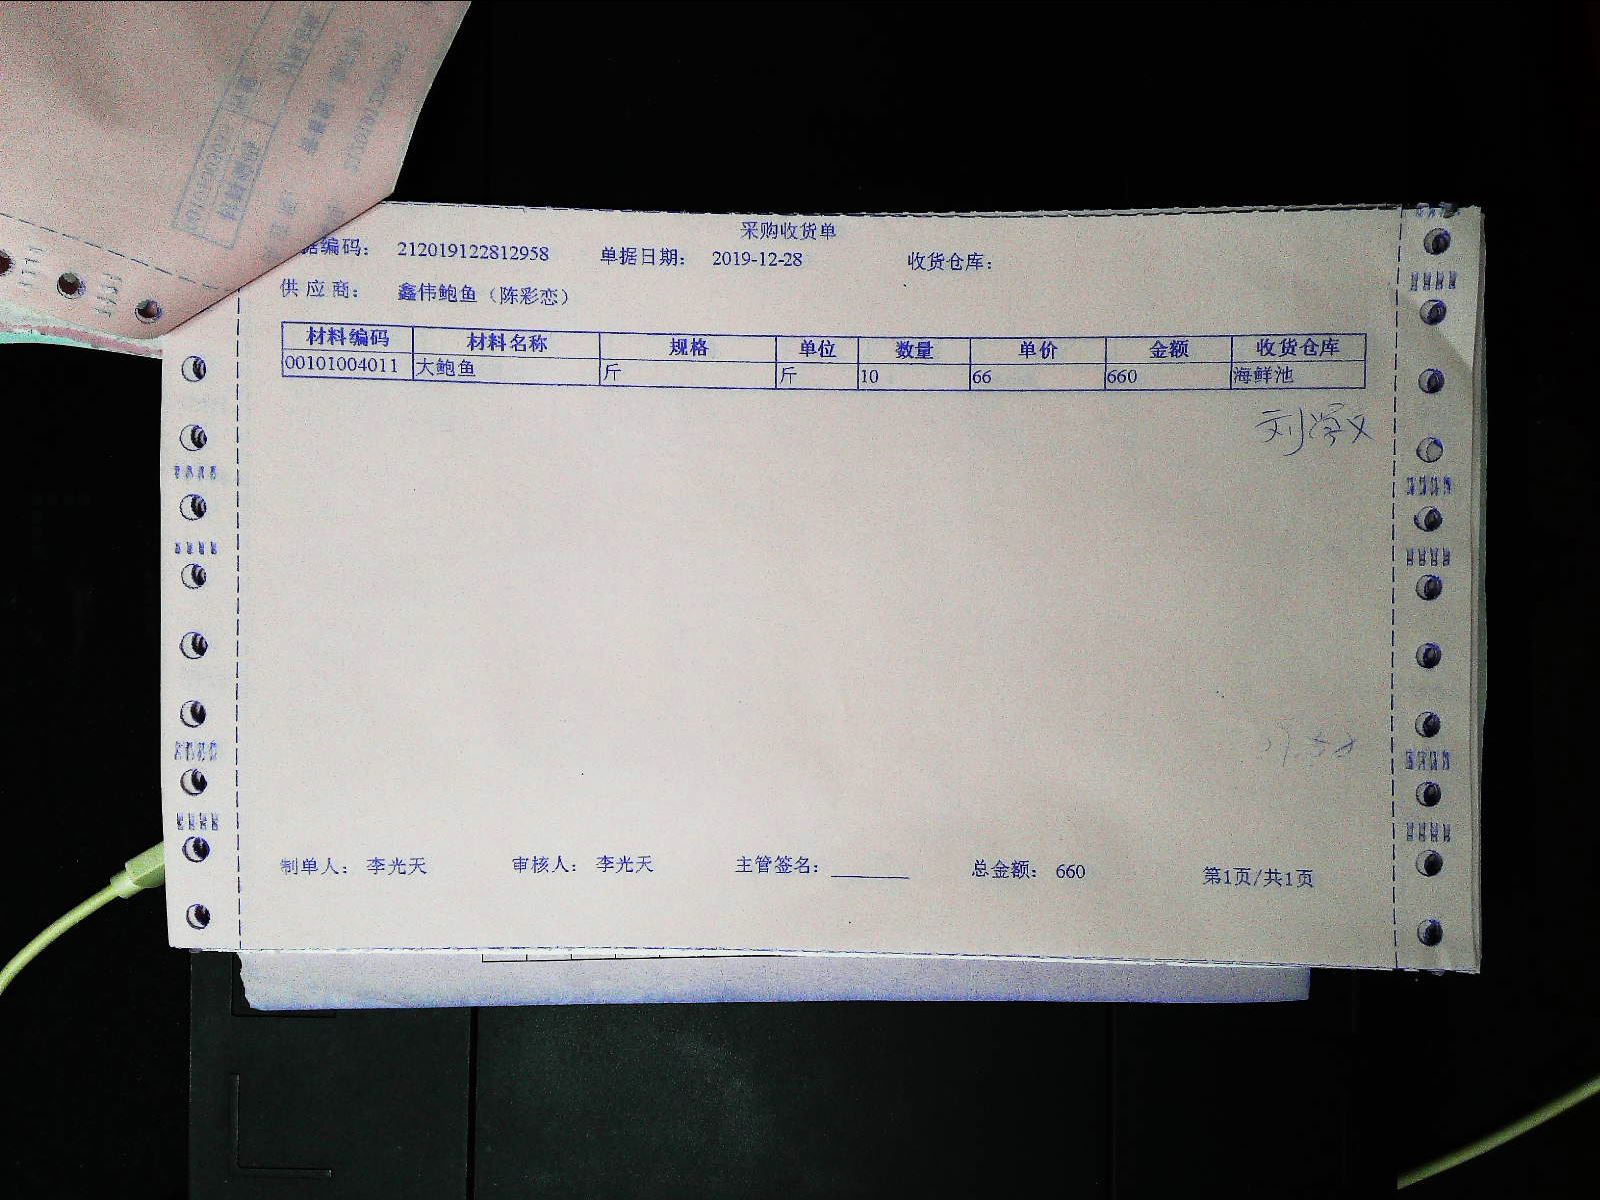 采购收货单
据编码： 212019122812958 单据日期： 2019-12-28 收货仓库：
供 应 商： 鑫伟鲍鱼（陈彩恋）
材料编码 材料名称 规格 单位 数量 单价 金额 收货仓库
00101004011 大鲍鱼 斤 斤 10 66 660 海鲜池
制单人： 李光天 审核人： 李光天 主管签名： 总金额： 660 第1页/共1页